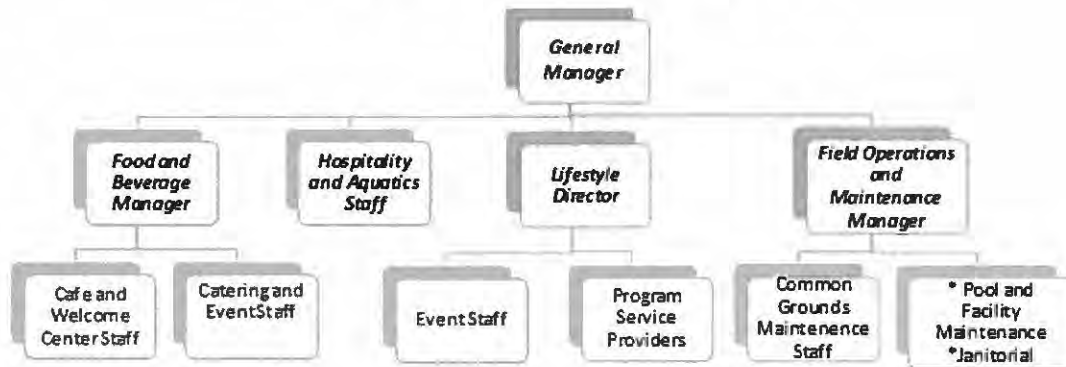 General
Manager
Food and
Beverage
Manager
Hospitality
and Aquatics
Staff
Lifestyle
Director
Field Operations
and
Maintenance
Manager
Cafe and
Welcome
Center Staff
Catering and
Event Staff
Event Staff
Program
Service
Providers
Common
Grounds
Maintenence
Staff
* Pool and
Facility
Maintenance
*Janitorial